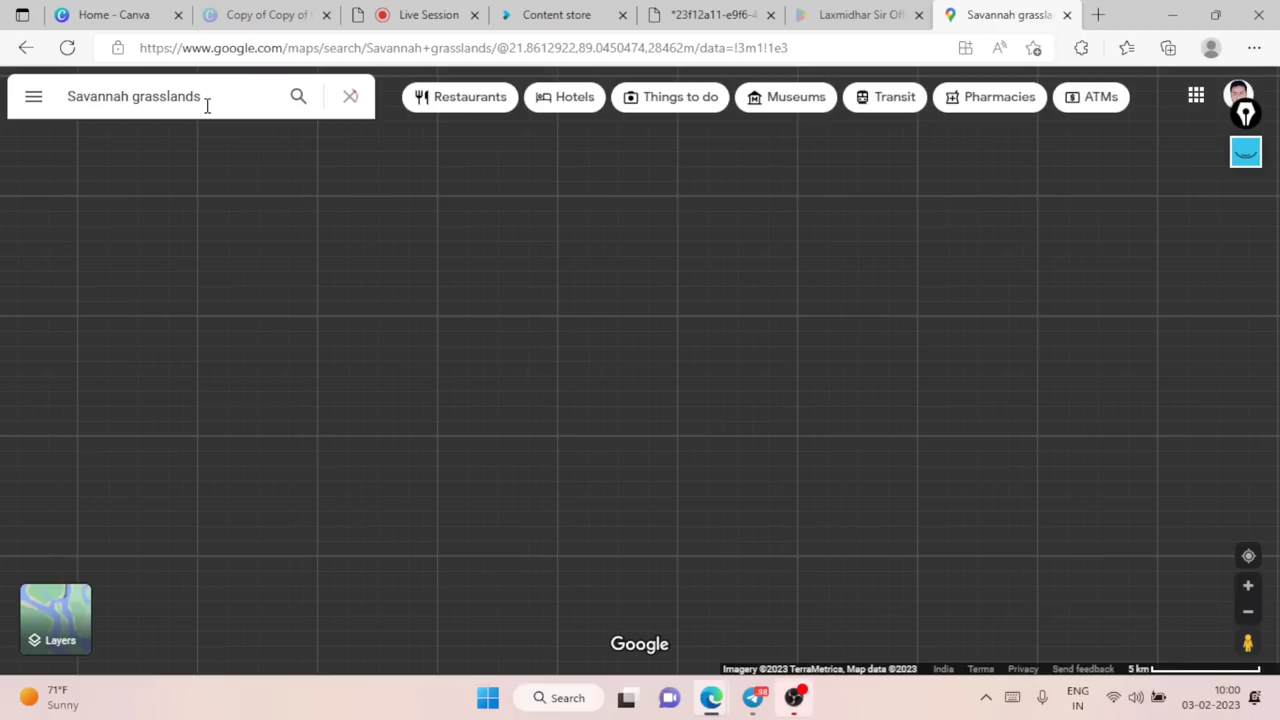 Home - Canva
Copy of Copy of
Live Session
Content store
*23f12a11-e9f6-4
Laxmidhar Sir Off
Savannah grassla
https://www.google.com/maps/search/Savannah+grasslands/@21.8612922,89.0450474,28462m/data=!3m1!1e3
Savannah grasslands
Restaurants
Hotels
Things to do
Museums
Transit
Pharmacies
ATMs
Layers
Google
Imagery ©2023 TerraMetrics, Map data ©2023
India
Terms
Privacy
Send feedback
5 km
71°F
Sunny
Search
98
ENG
IN
10:00
03-02-2023